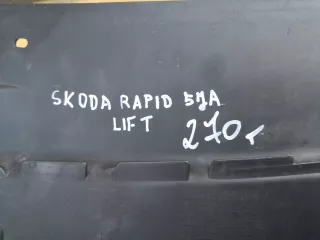 SKODA RAPID 5JA
LIFT 270